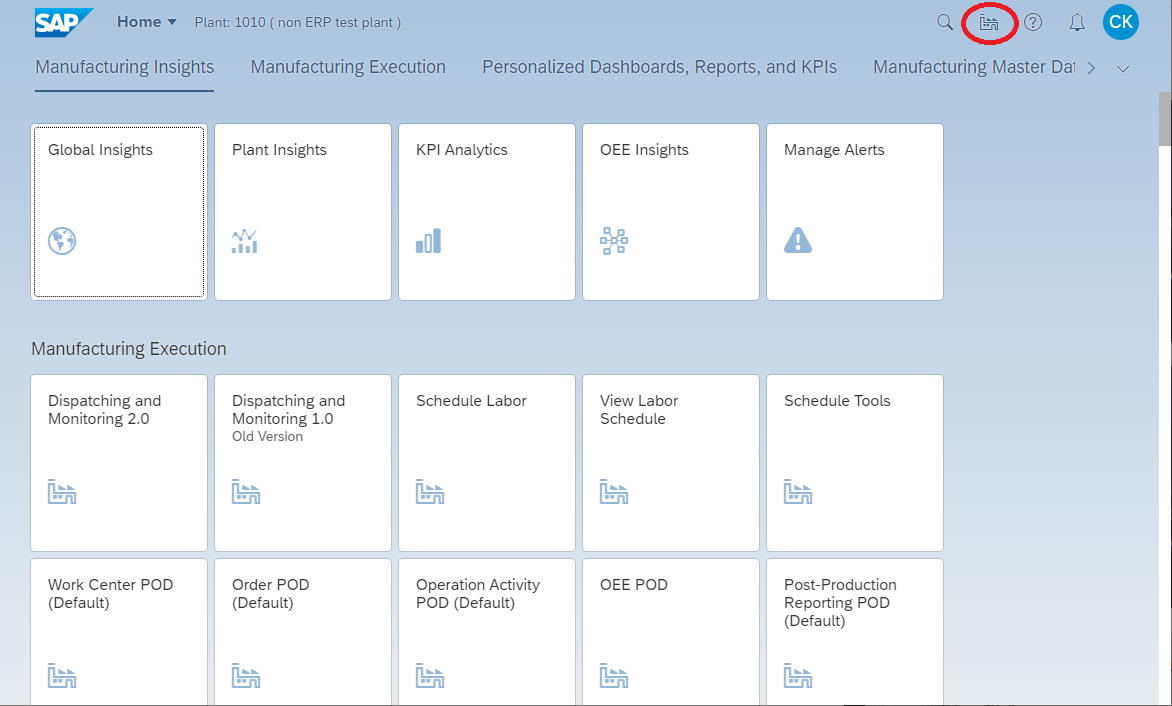 SAP Home Plant: 1010 ( non ERP test plant ) CK
Manufacturing Insights Manufacturing Execution Personalized Dashboards, Reports, and KPIs Manufacturing Master Dat
Global Insights
Plant Insights
KPI Analytics
OEE Insights
Manage Alerts
Manufacturing Execution
Dispatching and
Monitoring 2.0
Dispatching and
Monitoring 1.0
Old Version
Schedule Labor
View Labor
Schedule
Schedule Tools
Work Center POD
(Default)
Order POD
(Default)
Operation Activity
POD (Default)
OEE POD
Post-Production
Reporting POD
(Default)